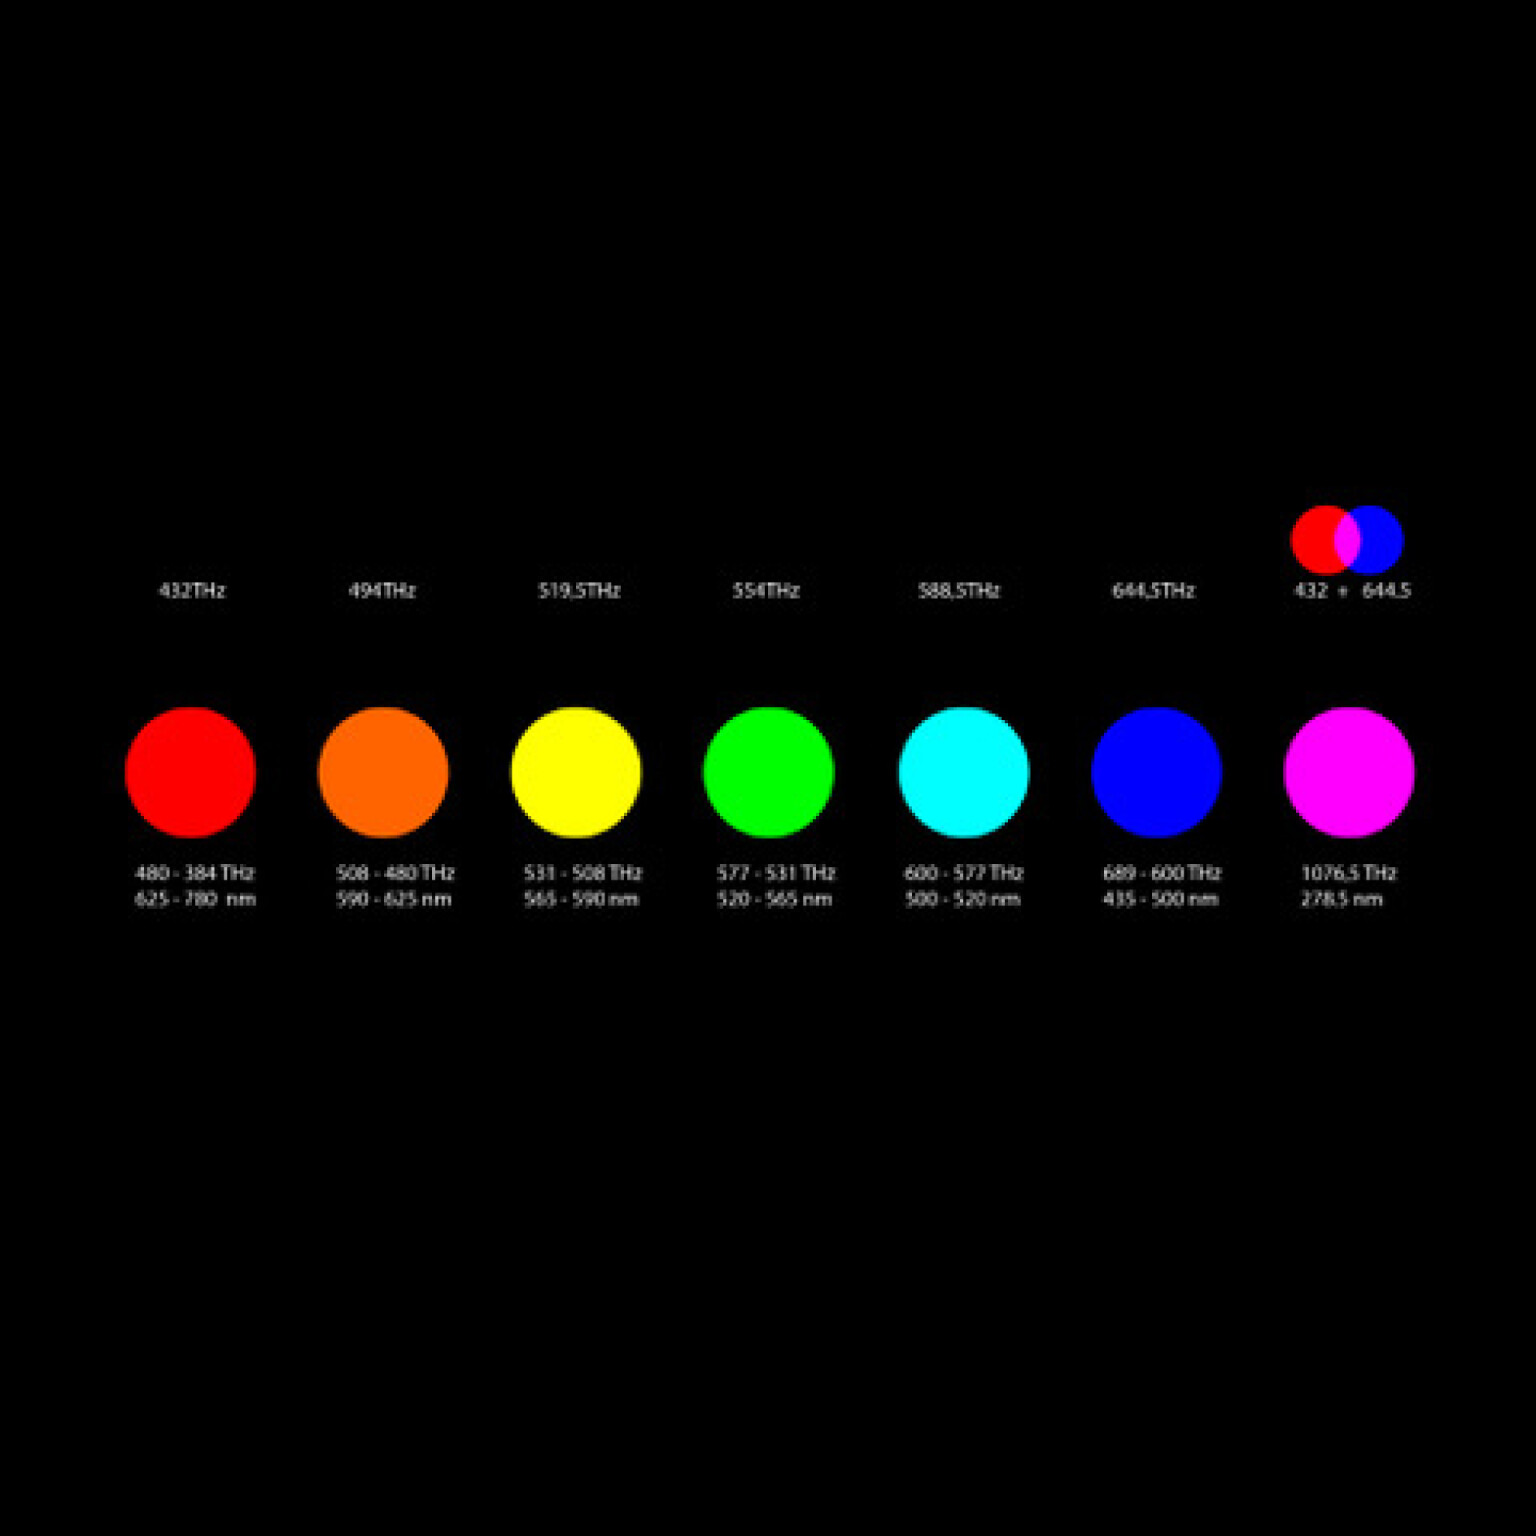 432THz
494THz
519,5THz
554THz
588,5THz
644,5THz
432 + 644.5
480 - 384 THz
625 - 780 nm
508 - 480 THz
590 - 625 nm
531 - 508 THz
565 - 590 nm
577 - 531 THz
520 - 565 nm
600 - 577 THz
500 - 520 nm
689 - 600 THz
435 - 500 nm
1076,5 THz
278.5 nm